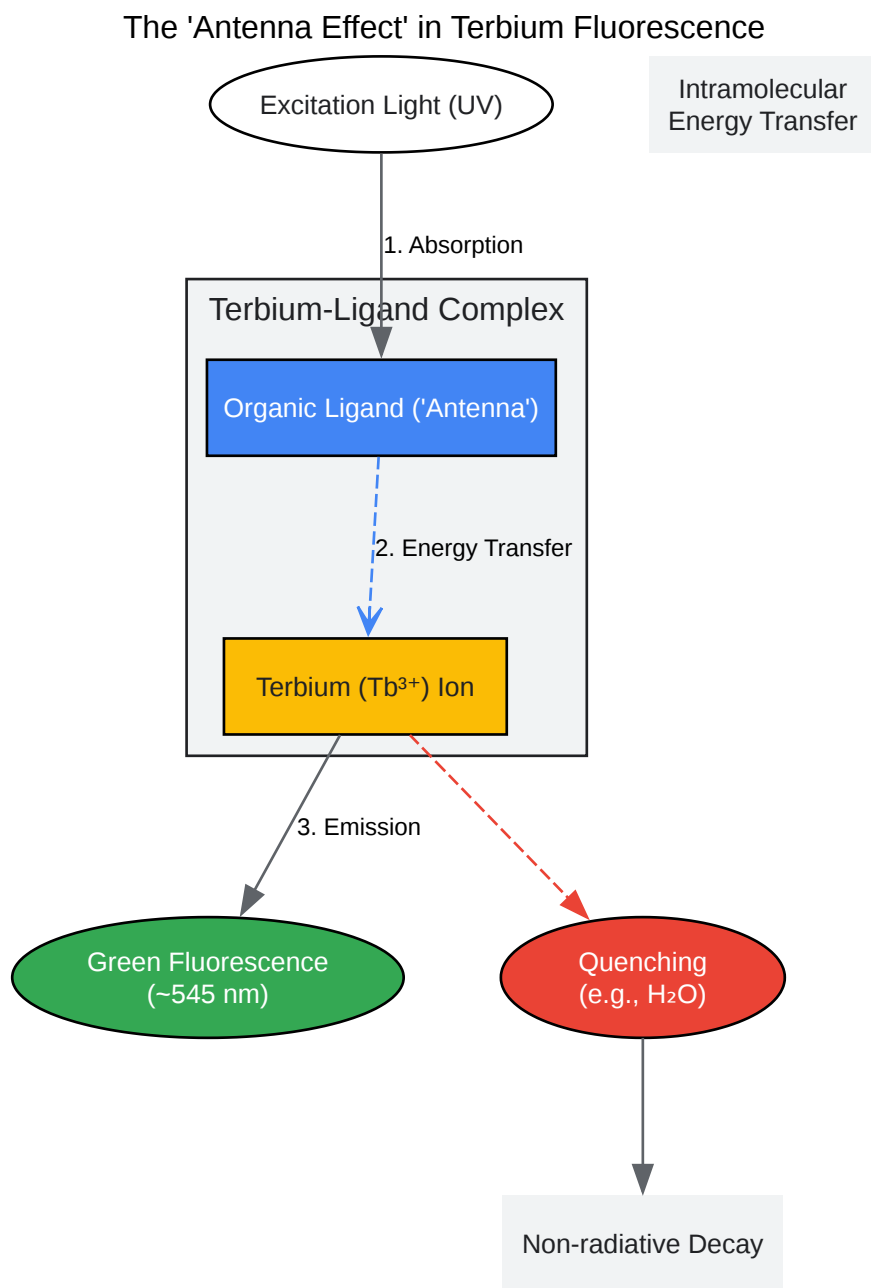 The 'Antenna Effect' in Terbium Fluorescence
Excitation Light (UV)
Intramolecular
Energy Transfer
1. Absorption
Terbium-Ligand Complex
Organic Ligand ('Antenna')
2. Energy Transfer
Terbium (Tb³⁺) Ion
3. Emission
Green Fluorescence
(~545 nm)
Quenching
(e.g., H₂O)
Non-radiative Decay